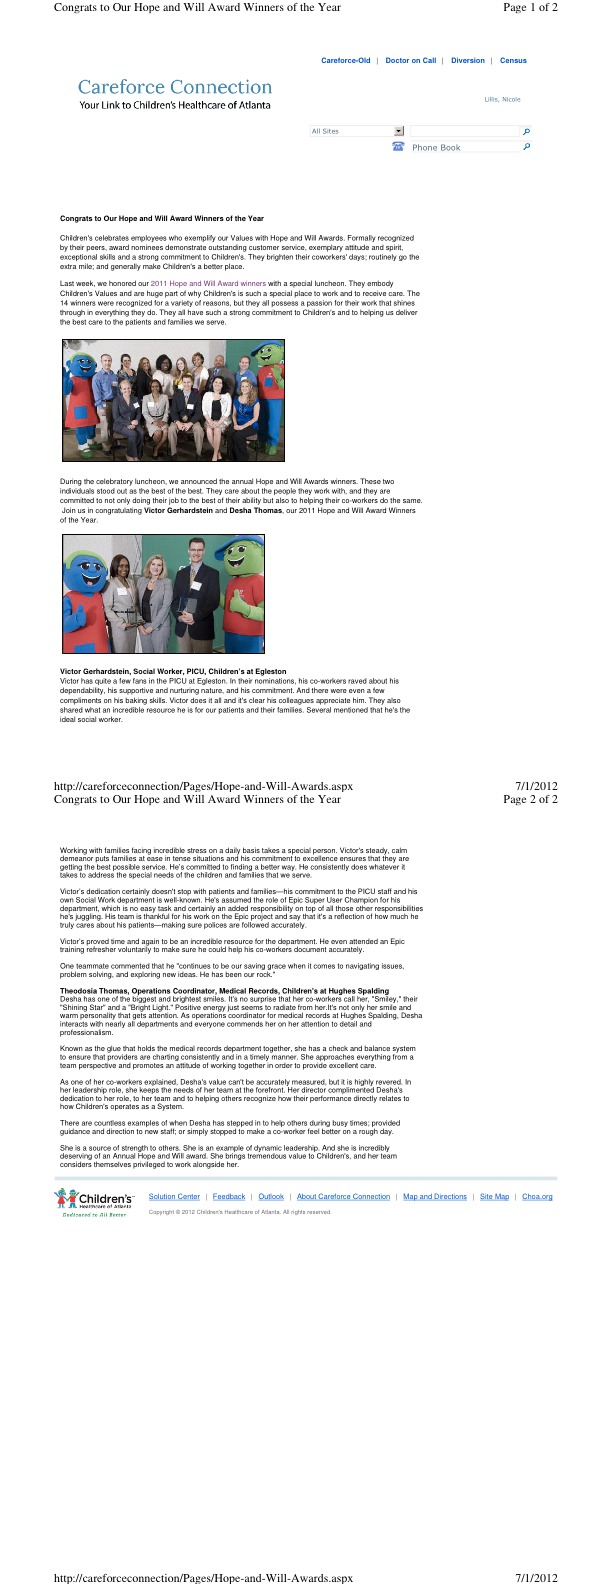 Congrats to Our Hope and Will Award Winners of the Year
Page 1 of 2
Careforce-Old | Doctor on Call | Diversion | Census
Careforce Connection
Your Link to Children's Healthcare of Atlanta
Lillis, Nicole
All Sites
Phone Book
Congrats to Our Hope and Will Award Winners of the Year
Children's celebrates employees who exemplify our Values with Hope and Will Awards. Formally recognized
by their peers, award nominees demonstrate outstanding customer service, exemplary attitude and spirit,
exceptional skills and a strong commitment to Children's. They brighten their coworkers' days; routinely go the
extra mile; and generally make Children's a better place.
Last week, we honored our 2011 Hope and Will Award winners with a special luncheon. They embody
Children's Values and are huge part of why Children's is such a special place to work and to receive care. The
14 winners were recognized for a variety of reasons, but they all possess a passion for their work that shines
through in everything they do. They all have such a strong commitment to Children's and to helping us deliver
the best care to the patients and families we serve.
During the celebratory luncheon, we announced the annual Hope and Will Awards winners. These two
individuals stood out as the best of the best. They care about the people they work with, and they are
committed to not only doing their job to the best of their ability but also to helping their co-workers do the same.
Join us in congratulating Victor Gerhardstein and Desha Thomas, our 2011 Hope and Will Award Winners
of the Year.
Victor Gerhardstein, Social Worker, PICU, Children's at Egleston
Victor has quite a few fans in the PICU at Egleston. In their nominations, his co-workers raved about his
dependability, his supportive and nurturing nature, and his commitment. And there were even a few
compliments on his baking skills. Victor does it all and it's clear his colleagues appreciate him. They also
shared what an incredible resource he is for our patients and their families. Several mentioned that he's the
ideal social worker.
http://careforceconnection/Pages/Hope-and-Will-Awards.aspx
7/1/2012
Congrats to Our Hope and Will Award Winners of the Year
Page 2 of 2
Working with families facing incredible stress on a daily basis takes a special person. Victor's steady, calm
demeanor puts families at ease in tense situations and his commitment to excellence ensures that they are
getting the best possible service. He's committed to finding a better way. He consistently does whatever it
takes to address the special needs of the children and families that we serve.
Victor's dedication certainly doesn't stop with patients and families—his commitment to the PICU staff and his
own Social Work department is well-known. He's assumed the role of Epic Super User Champion for his
department, which is no easy task and certainly an added responsibility on top of all those other responsibilities
he's juggling. His team is thankful for his work on the Epic project and say that it's a reflection of how much he
truly cares about his patients—making sure polices are followed accurately.
Victor's proved time and again to be an incredible resource for the department. He even attended an Epic
training refresher voluntarily to make sure he could help his co-workers document accurately.
One teammate commented that he "continues to be our saving grace when it comes to navigating issues,
problem solving, and exploring new ideas. He has been our rock."
Theodosia Thomas, Operations Coordinator, Medical Records, Children's at Hughes Spalding
Desha has one of the biggest and brightest smiles. It's no surprise that her co-workers call her, "Smiley," their
"Shining Star" and a "Bright Light." Positive energy just seems to radiate from her.It's not only her smile and
warm personality that gets attention. As operations coordinator for medical records at Hughes Spalding, Desha
interacts with nearly all departments and everyone commends her on her attention to detail and
professionalism.
Known as the glue that holds the medical records department together, she has a check and balance system
to ensure that providers are charting consistently and in a timely manner. She approaches everything from a
team perspective and promotes an attitude of working together in order to provide excellent care.
As one of her co-workers explained, Desha's value can't be accurately measured, but it is highly revered. In
her leadership role, she keeps the needs of her team at the forefront. Her director complimented Desha's
dedication to her role, to her team and to helping others recognize how their performance directly relates to
how Children's operates as a System.
There are countless examples of when Desha has stepped in to help others during busy times; provided
guidance and direction to new staff; or simply stopped to make a co-worker feel better on a rough day.
She is a source of strength to others. She is an example of dynamic leadership. And she is incredibly
deserving of an Annual Hope and Will award. She brings tremendous value to Children's, and her team
considers themselves privileged to work alongside her.
Children's
Healthcare of Atlanta
Dedicated to All Better
Solution Center | Feedback | Outlook | About Careforce Connection | Map and Directions | Site Map | Choa.org
Copyright © 2012 Children's Healthcare of Atlanta. All rights reserved.
http://careforceconnection/Pages/Hope-and-Will-Awards.aspx
7/1/2012